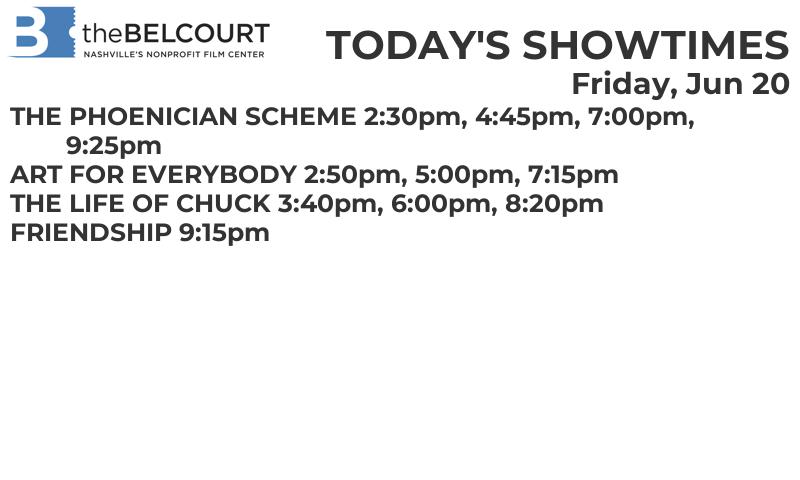 B theBELCOURT
NASHVILLE'S NONPROFIT FILM CENTER
TODAY'S SHOWTIMES
Friday, Jun 20
THE PHOENICIAN SCHEME 2:30pm, 4:45pm, 7:00pm,
9:25pm
ART FOR EVERYBODY 2:50pm, 5:00pm, 7:15pm
THE LIFE OF CHUCK 3:40pm, 6:00pm, 8:20pm
FRIENDSHIP 9:15pm